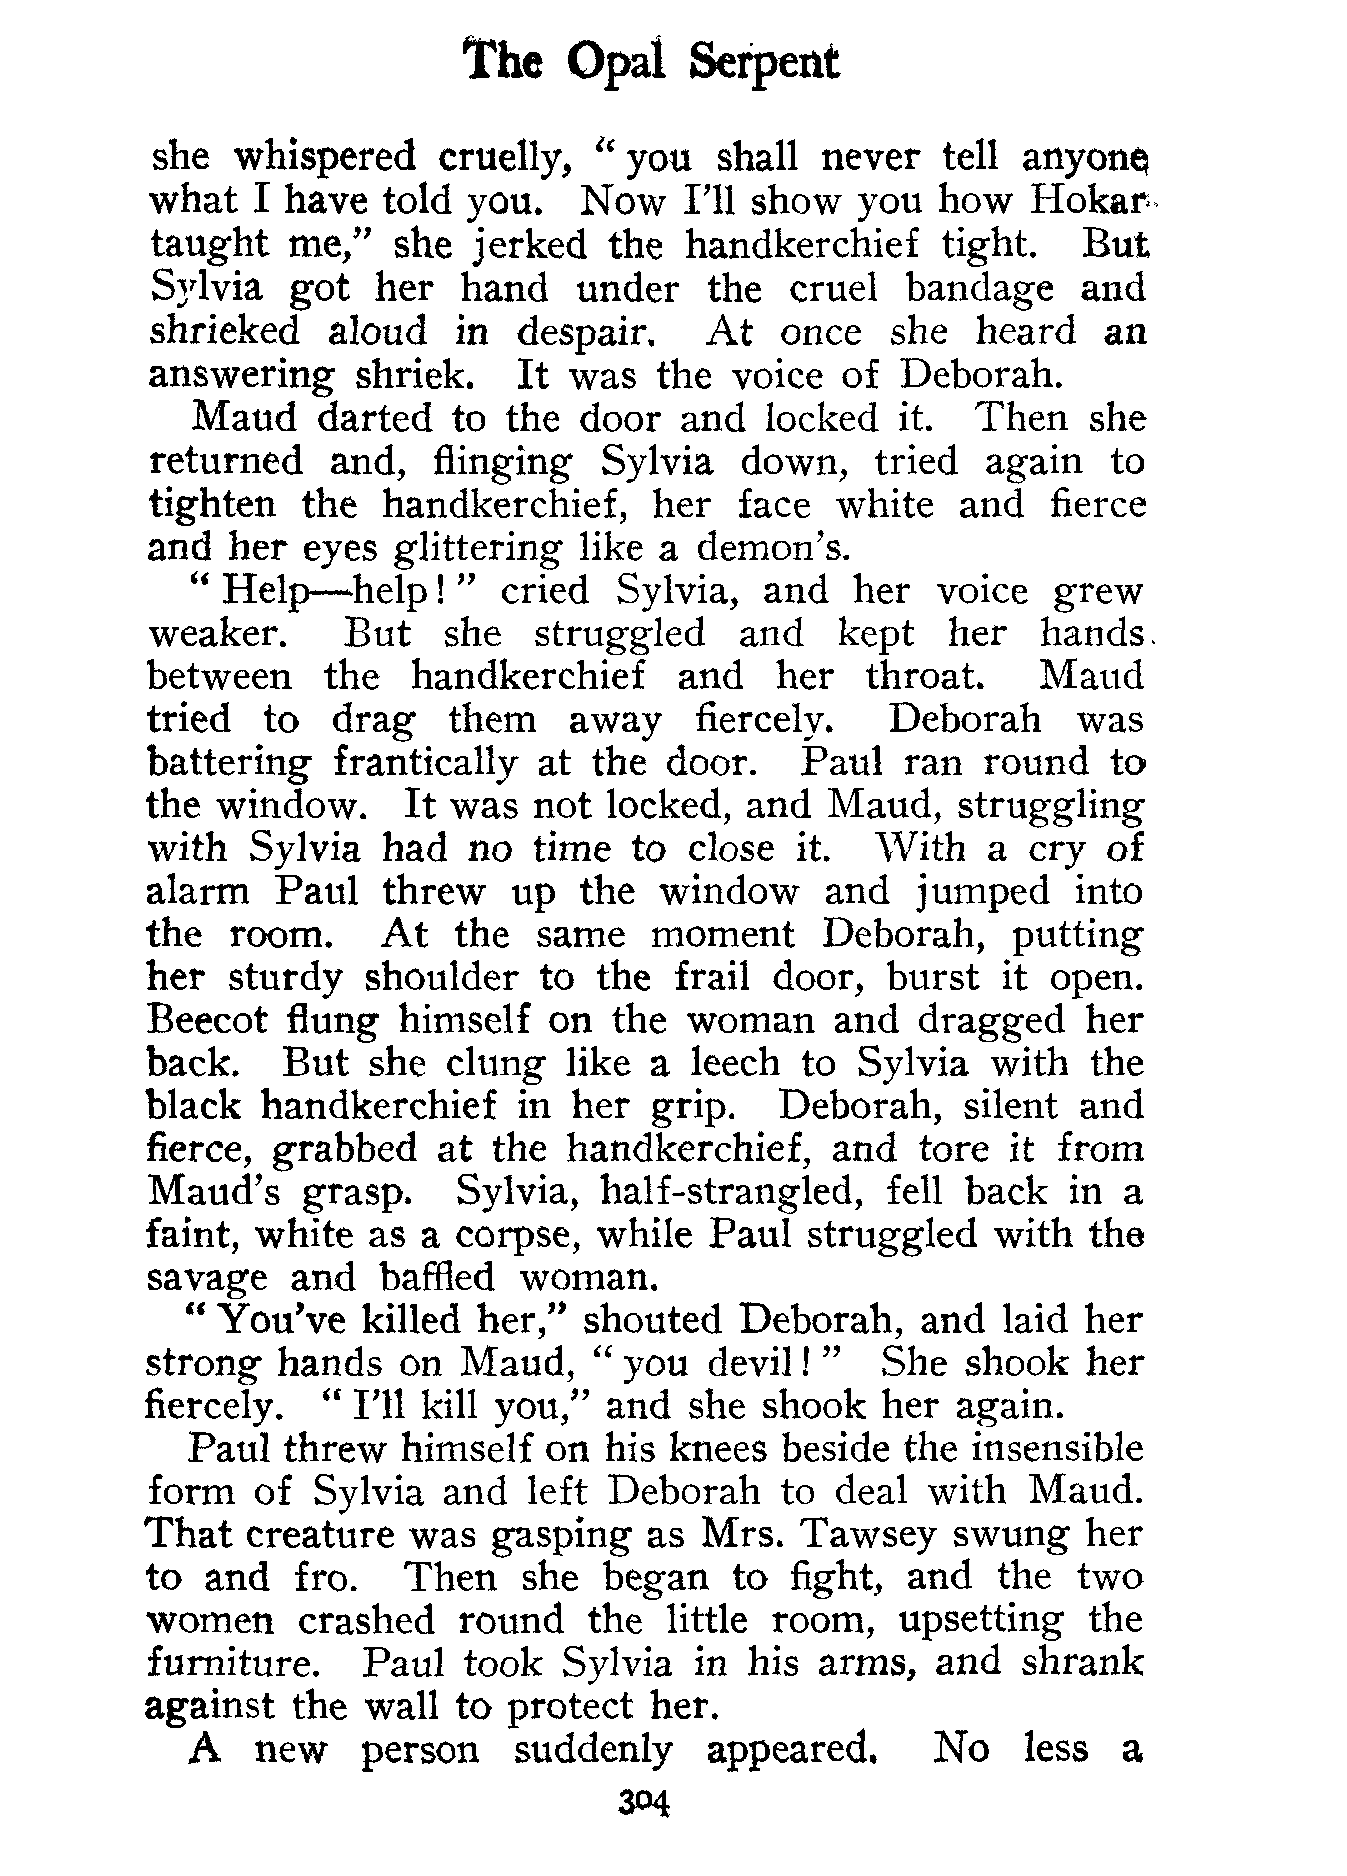 The Opal Serpent
she whispered cruelly, “ you shall never tell anyone
what I have told you. Now I’ll show you how Hokar
taught me,” she jerked the handkerchief tight. But
Sylvia got her hand under the cruel bandage and
shrieked aloud in despair. At once she heard an
answering shriek. It was the voice of Deborah.
Maud darted to the door and locked it. Then she
returned and, flinging Sylvia down, tried again to
tighten the handkerchief, her face white and fierce
and her eyes glittering like a demon’s.
“ Help—help ! ” cried Sylvia, and her voice grew
weaker. But she struggled and kept her hands
between the handkerchief and her throat. Maud
tried to drag them away fiercely. Deborah was
battering frantically at the door. Paul ran round to
the window. It was not locked, and Maud, struggling
with Sylvia had no time to close it. With a cry of
alarm Paul threw up the window and jumped into
the room. At the same moment Deborah, putting
her sturdy shoulder to the frail door, burst it open.
Beecot flung himself on the woman and dragged her
back. But she clung like a leech to Sylvia with the
black handkerchief in her grip. Deborah, silent and
fierce, grabbed at the handkerchief, and tore it from
Maud’s grasp. Sylvia, half-strangled, fell back in a
faint, white as a corpse, while Paul struggled with the
savage and baffled woman.
“ You’ve killed her,” shouted Deborah, and laid her
strong hands on Maud, “ you devil ! ” She shook her
fiercely. “ I’ll kill you,” and she shook her again.
Paul threw himself on his knees beside the insensible
form of Sylvia and left Deborah to deal with Maud.
That creature was gasping as Mrs. Tawsey swung her
to and fro. Then she began to fight, and the two
women crashed round the little room, upsetting the
furniture. Paul took Sylvia in his arms, and shrank
against the wall to protect her.
A new person suddenly appeared. No less a
304